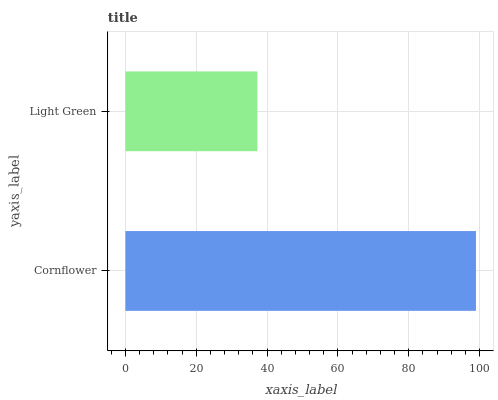 title
yaxis_label
Light Green
Cornflower
0 20 40 60 80 100
xaxis_label